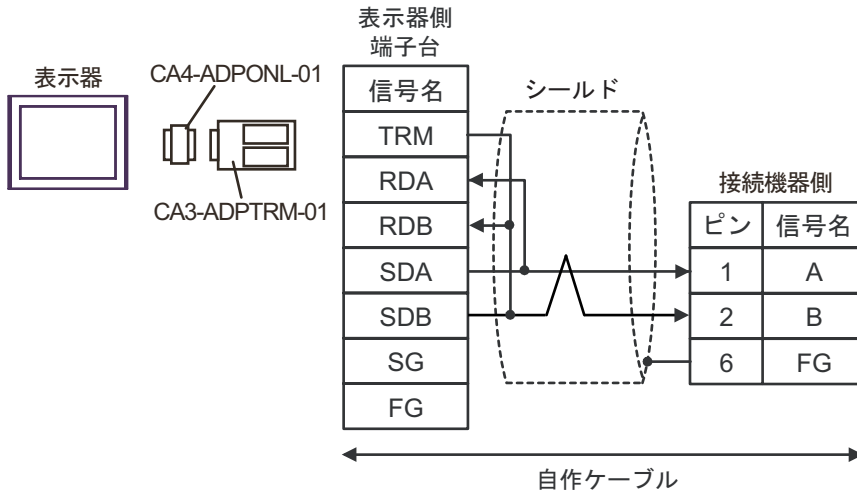 表示器
CA4-ADPONL-01
CA3-ADPTRM-01
表示器側
端子台
信号名
TRM
RDA
RDB
SDA
SDB
SG
FG
シールド
接続機器側
ピン 信号名
1 A
2 B
6 FG
自作ケーブル